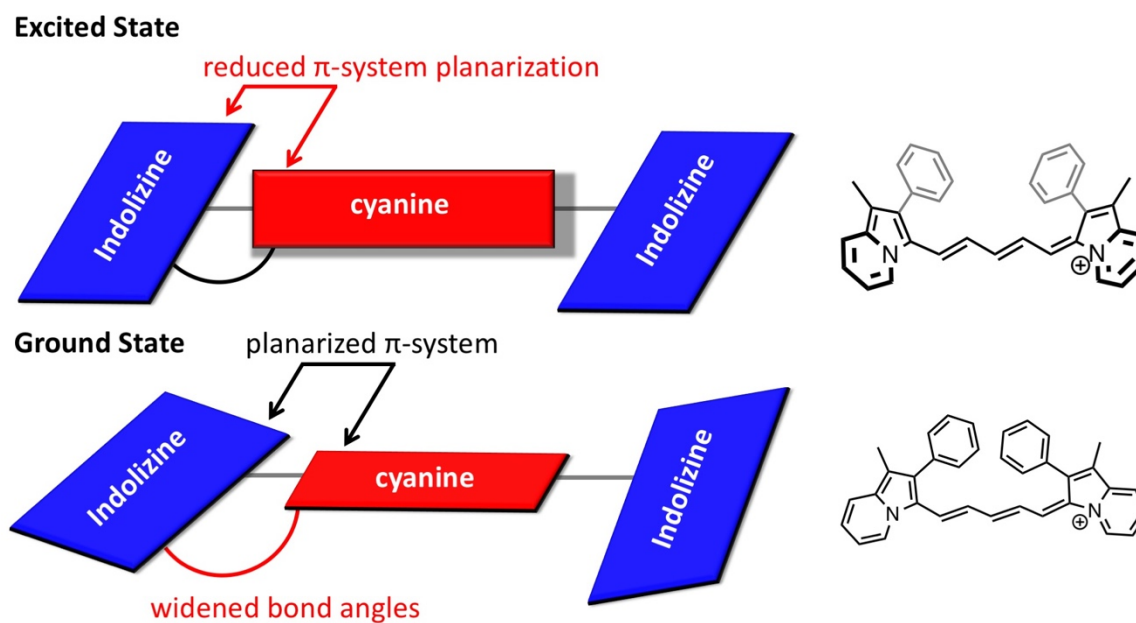 Excited State
reduced π-system planarization
Indolizine
cyanine
Indolizine
N
N
⊕
Ground State
planarized π-system
Indolizine
cyanine
Indolizine
N
N
⊕
widened bond angles